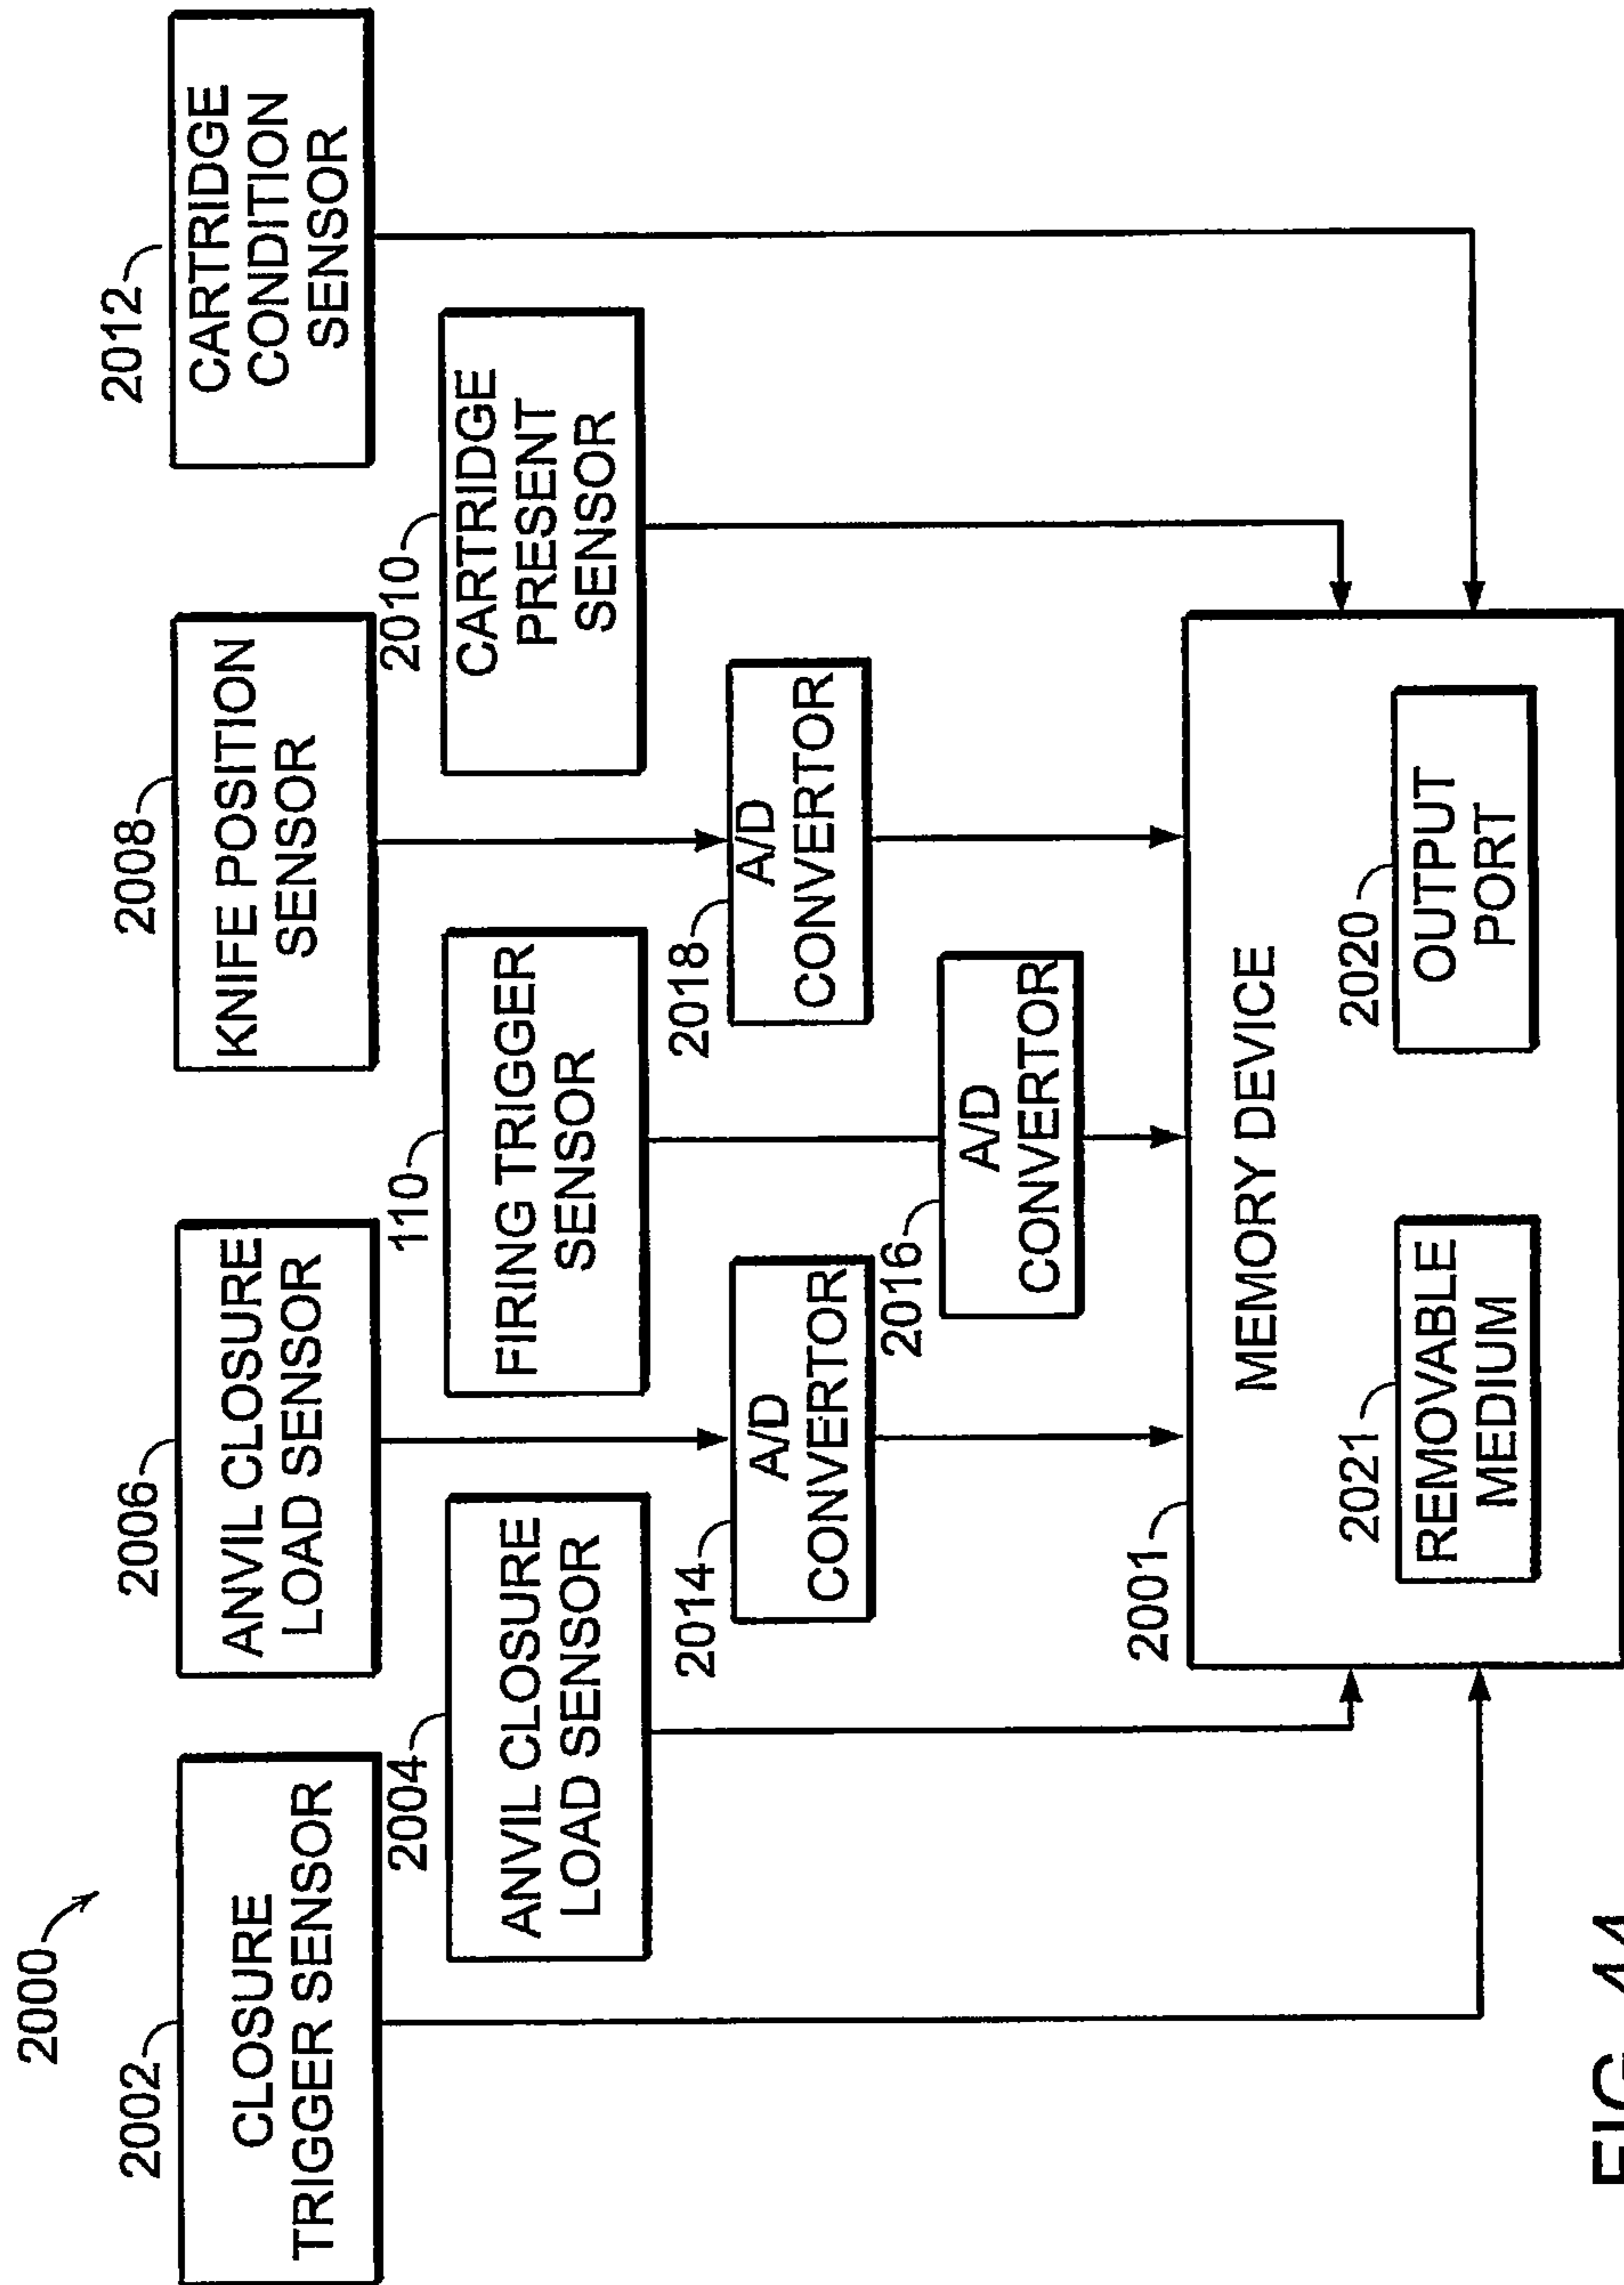 2000
2002
CLOSURE
TRIGGER SENSOR
2006
ANVIL CLOSURE
LOAD SENSOR
2008
KNIFE POSITION
SENSOR
2012
CARTRIDGE
CONDITION
SENSOR
2004
ANVIL CLOSURE
LOAD SENSOR
110
FIRING TRIGGER
SENSOR
2010
CARTRIDGE
PRESENT
SENSOR
2014
A/D
CONVERTOR
2018
A/D
CONVERTOR
2016
A/D
CONVERTOR
2001
MEMORY DEVICE
2021
REMOVABLE
MEDIUM
2020
OUTPUT
PORT
FIG. 44